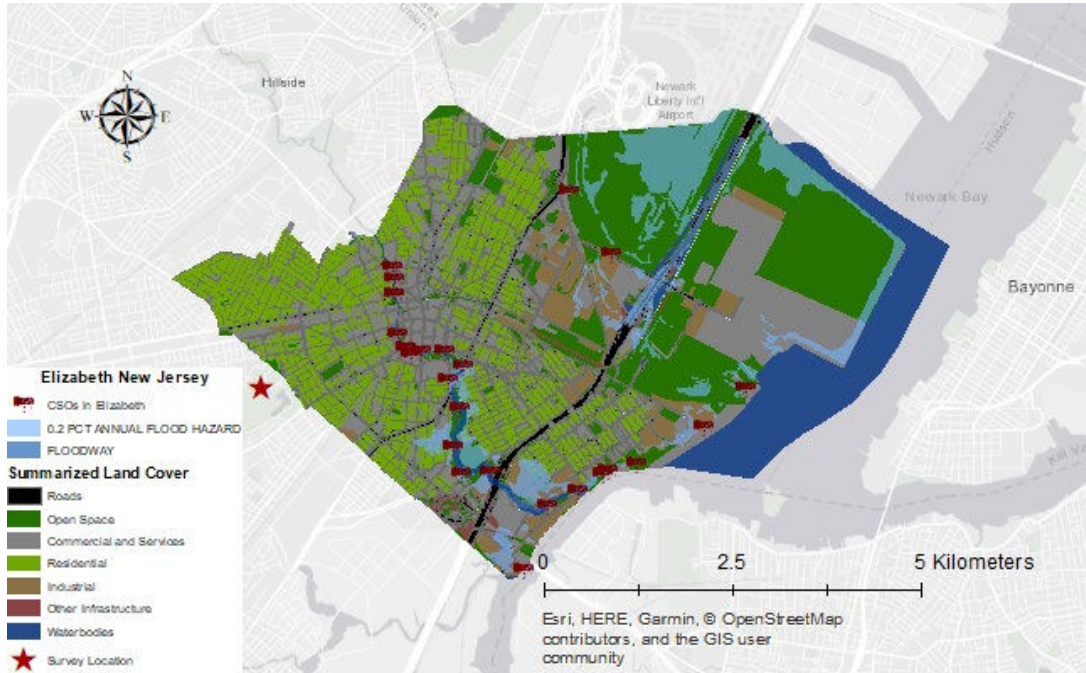 Union
Hillside
N
W
E
S
Newark
Liberty Int'l
Airport
Hudson
Newark Bay
Bayonne
Elizabeth New Jersey
CSOs in Elizabeth
0.2 PCT ANNUAL FLOOD HAZARD
FLOODWAY
Summarized Land Cover
Roads
Open Space
Commercial and Services
Residential
Industrial
Other Infrastructure
Waterbodies
Survey Location
0 2.5 5 Kilometers
Esri, HERE, Garmin, © OpenStreetMap
contributors, and the GIS user
community